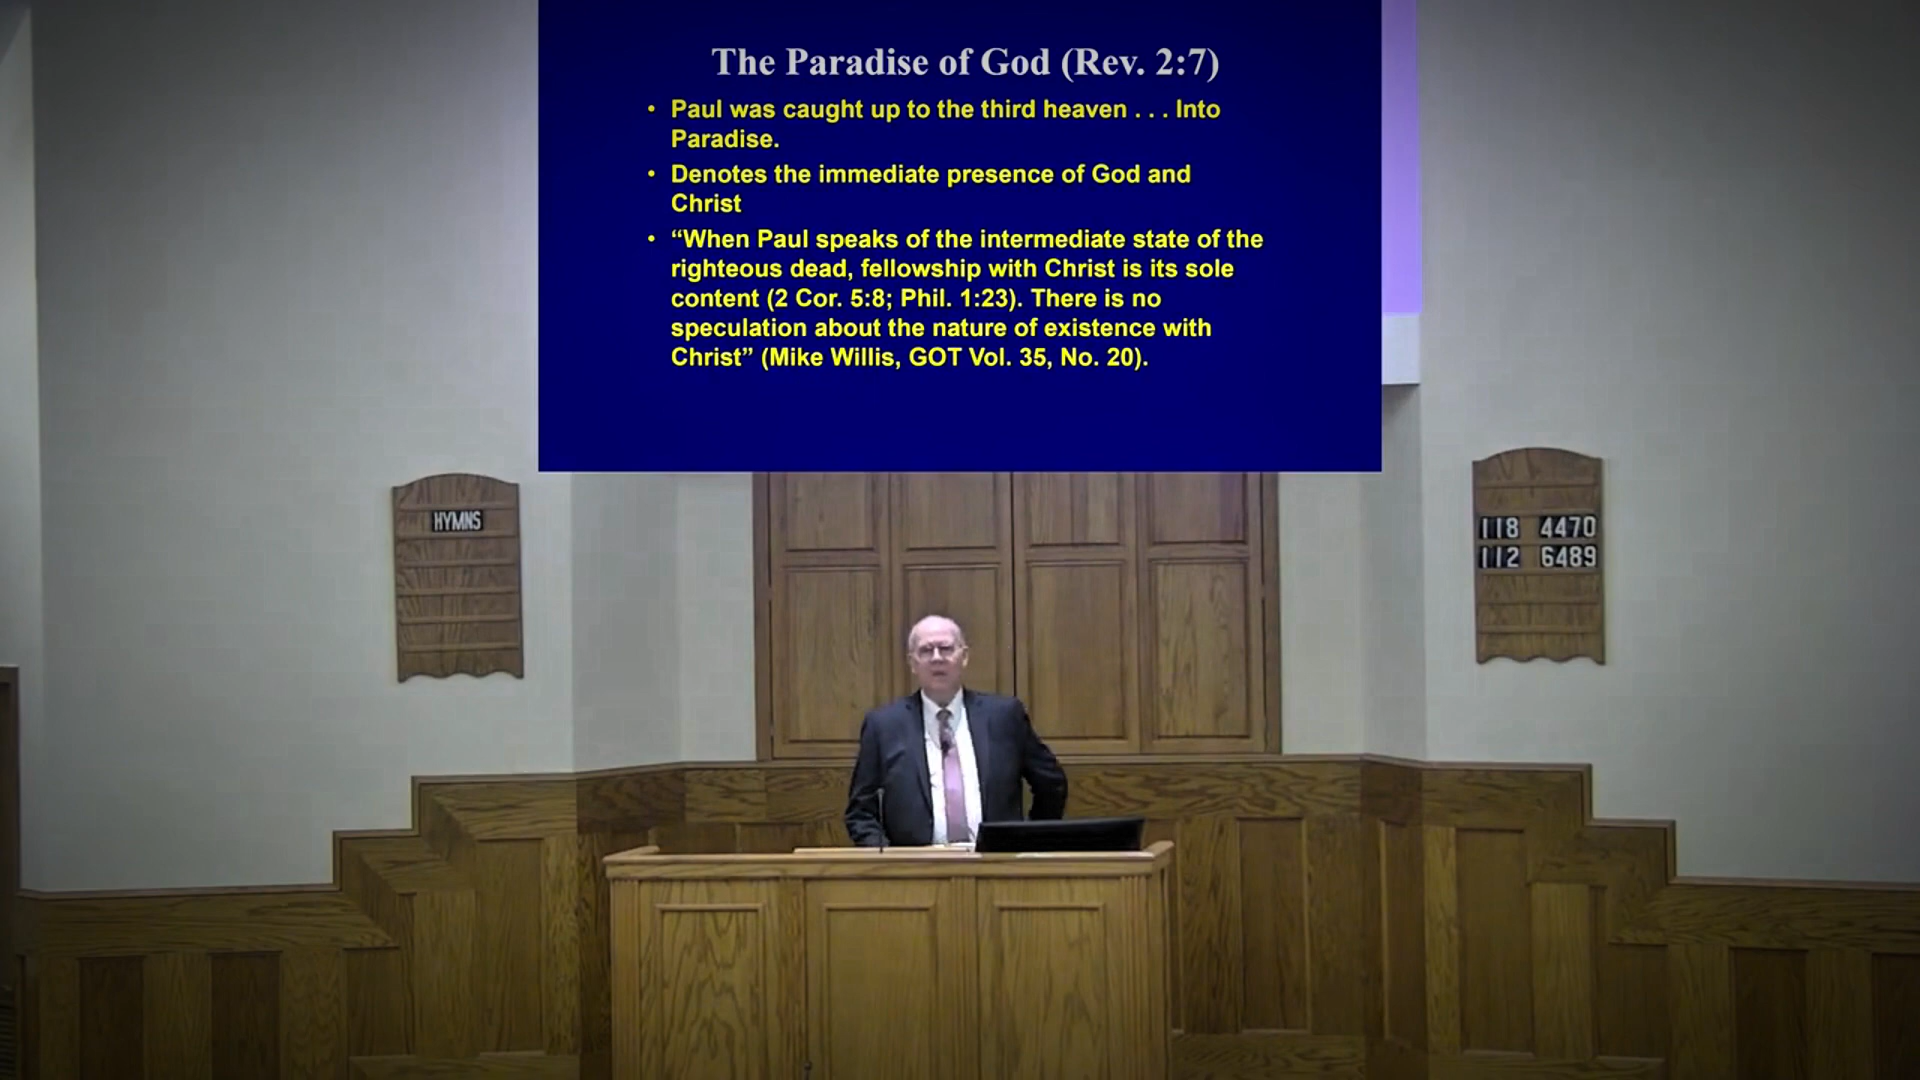 The Paradise of God (Rev. 2:7)
• Paul was caught up to the third heaven . . . Into
Paradise.
• Denotes the immediate presence of God and
Christ
• “When Paul speaks of the intermediate state of the
righteous dead, fellowship with Christ is its sole
content (2 Cor. 5:8; Phil. 1:23). There is no
speculation about the nature of existence with
Christ” (Mike Willis, GOT Vol. 35, No. 20).
HYMNS
118 4470
112 6489